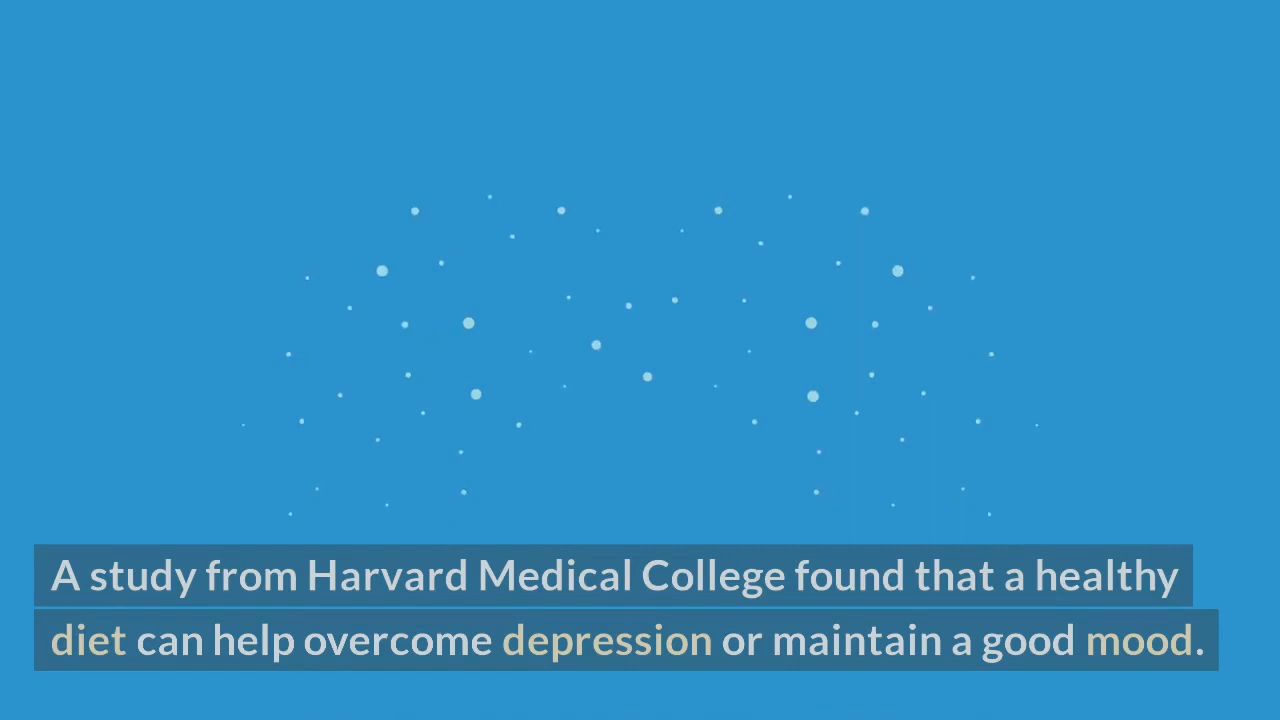 A study from Harvard Medical College found that a healthy
diet can help overcome depression or maintain a good mood.